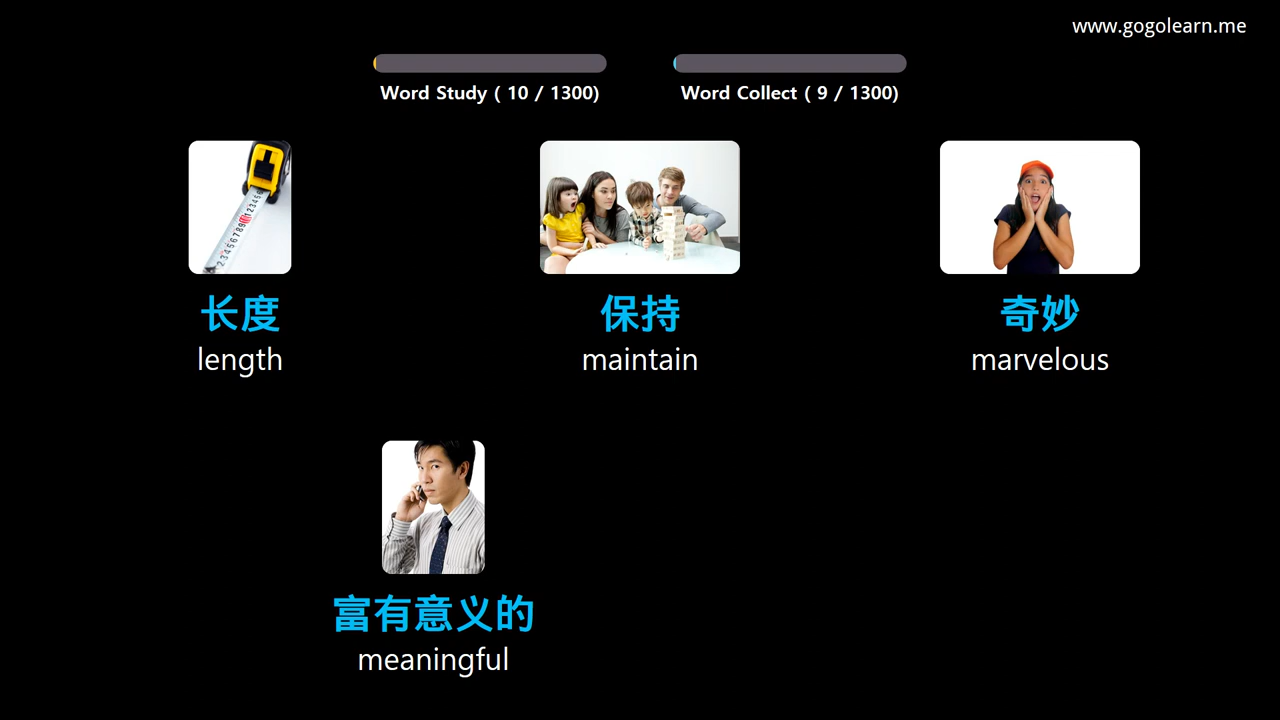 www.gogolearn.me
Word Study ( 10 / 1300)
Word Collect ( 9 / 1300)
长度
length
保持
maintain
奇妙
marvelous
富有意义的
meaningful